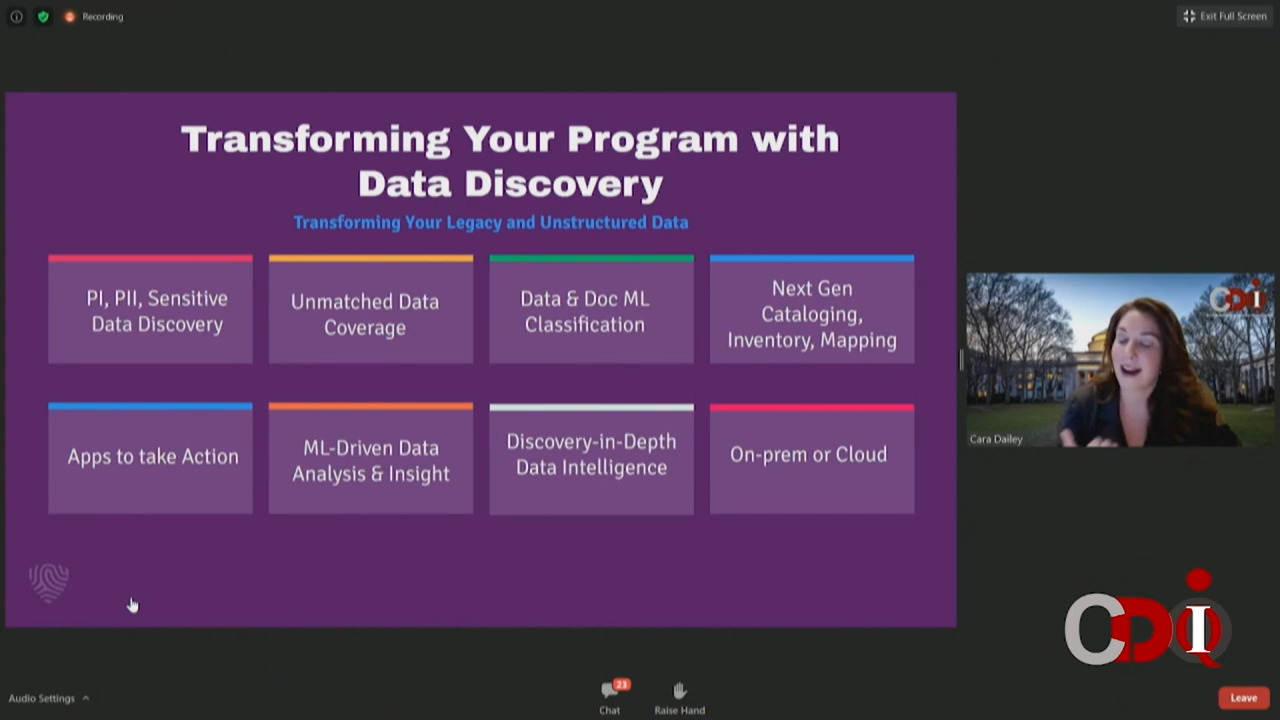 Recording
Exit Full Screen
Transforming Your Program with
Data Discovery
Transforming Your Legacy and Unstructured Data
PI, PII, Sensitive
Data Discovery
Unmatched Data
Coverage
Data & Doc ML
Classification
Next Gen
Cataloging,
Inventory, Mapping
Apps to take Action
ML-Driven Data
Analysis & Insight
Discovery-in-Depth
Data Intelligence
On-prem or Cloud
CDIQ
Cara Dailey
CDIQ
Audio Settings
23
Chat
Raise Hand
Leave